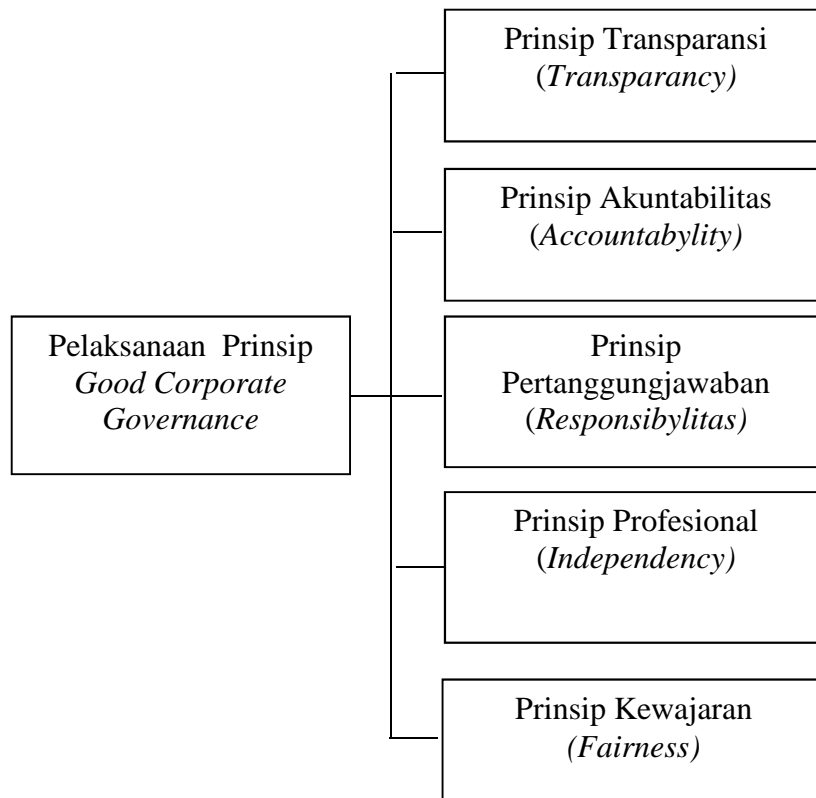 Prinsip Transparansi
(Transparancy)
Prinsip Akuntabilitas
(Accountabylity)
Pelaksanaan Prinsip
Good Corporate
Governance
Prinsip
Pertanggungjawaban
(Responsibylitas)
Prinsip Profesional
(Independency)
Prinsip Kewajaran
(Fairness)